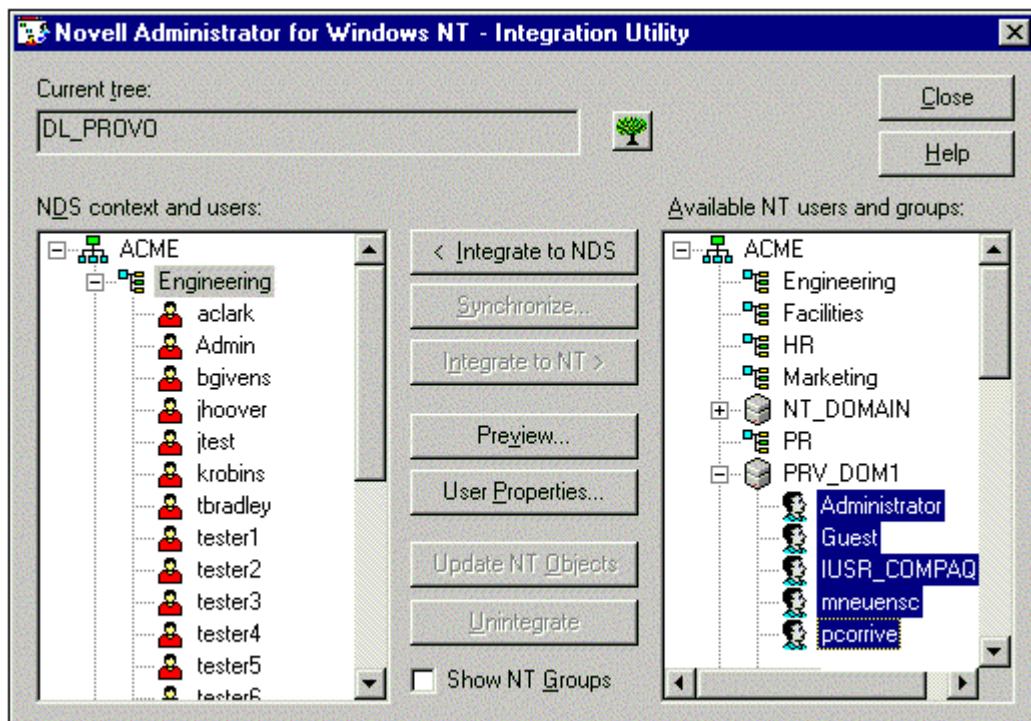 Novell Administrator for Windows NT - Integration Utility
Current tree:
DL_PROVO
Close
Help
NDS context and users:
ACME
Engineering
aclark
Admin
bgivens
jhoover
jtest
krobins
tbradley
tester1
tester2
tester3
tester4
tester5
tester6
< Integrate to NDS
Synchronize...
Integrate to NT >
Preview...
User Properties...
Update NT Objects
Unintegrate
Show NT Groups
Available NT users and groups:
ACME
Engineering
Facilities
HR
Marketing
NT_DOMAIN
PR
PRV_DOM1
Administrator
Guest
IUSR_COMPAQ
mneuensc
pcorrive